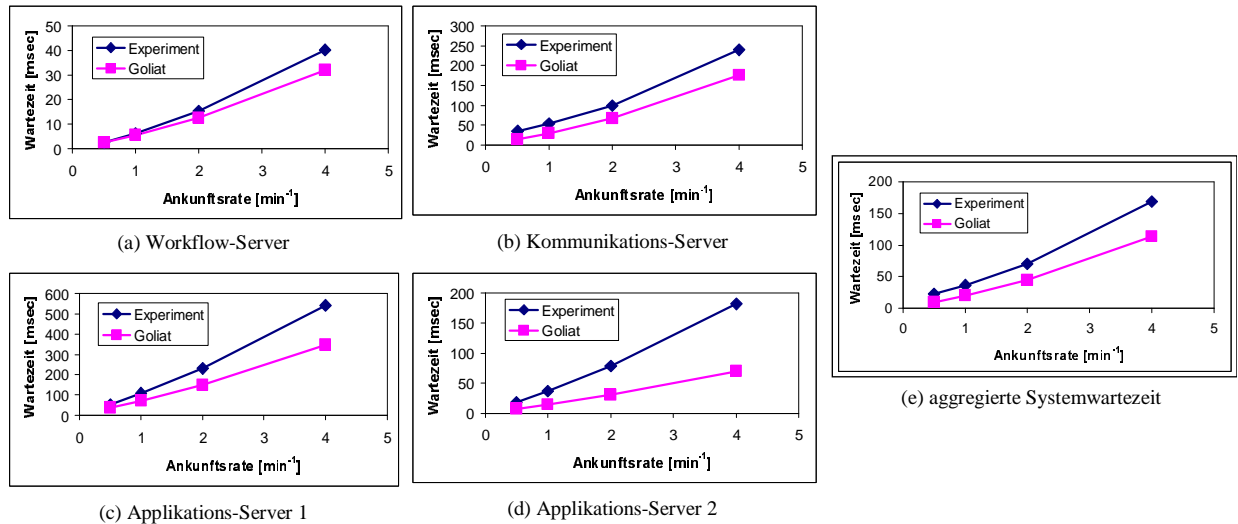 Wartezeit [msec]
50
40
30
20
10
0
Experiment
Goliat
0 1 2 3 4 5
Ankunftsrate [min-1]
(a) Workflow-Server
Wartezeit [msec]
300
250
200
150
100
50
0
Experiment
Goliat
0 1 2 3 4 5
Ankunftsrate [min-1]
(b) Kommunikations-Server
Wartezeit [msec]
600
500
400
300
200
100
0
Experiment
Goliat
0 1 2 3 4 5
Ankunftsrate [min-1]
(c) Applikations-Server 1
Wartezeit [msec]
200
150
100
50
0
Experiment
Goliat
0 1 2 3 4 5
Ankunftsrate [min-1]
(d) Applikations-Server 2
Wartezeit [msec]
200
150
100
50
0
Experiment
Goliat
0 1 2 3 4 5
Ankunftsrate [min-1]
(e) aggregierte Systemwartezeit